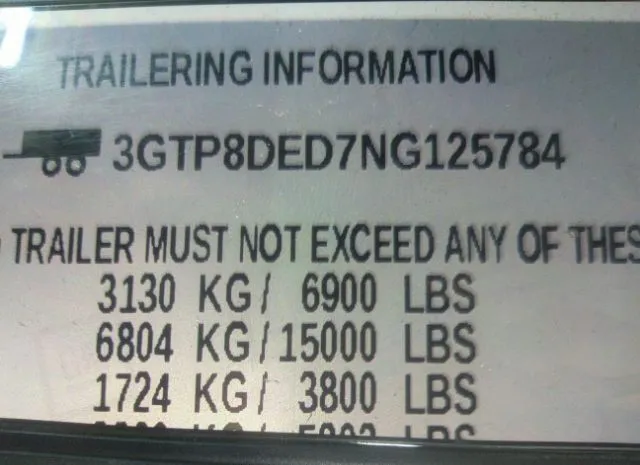 TRAILERING INFORMATION
3GTP8DED7NG125784
TRAILER MUST NOT EXCEED ANY OF THES
3130 KG/ 6900 LBS
6804 KG/15000 LBS
1724 KG/ 3800 LBS